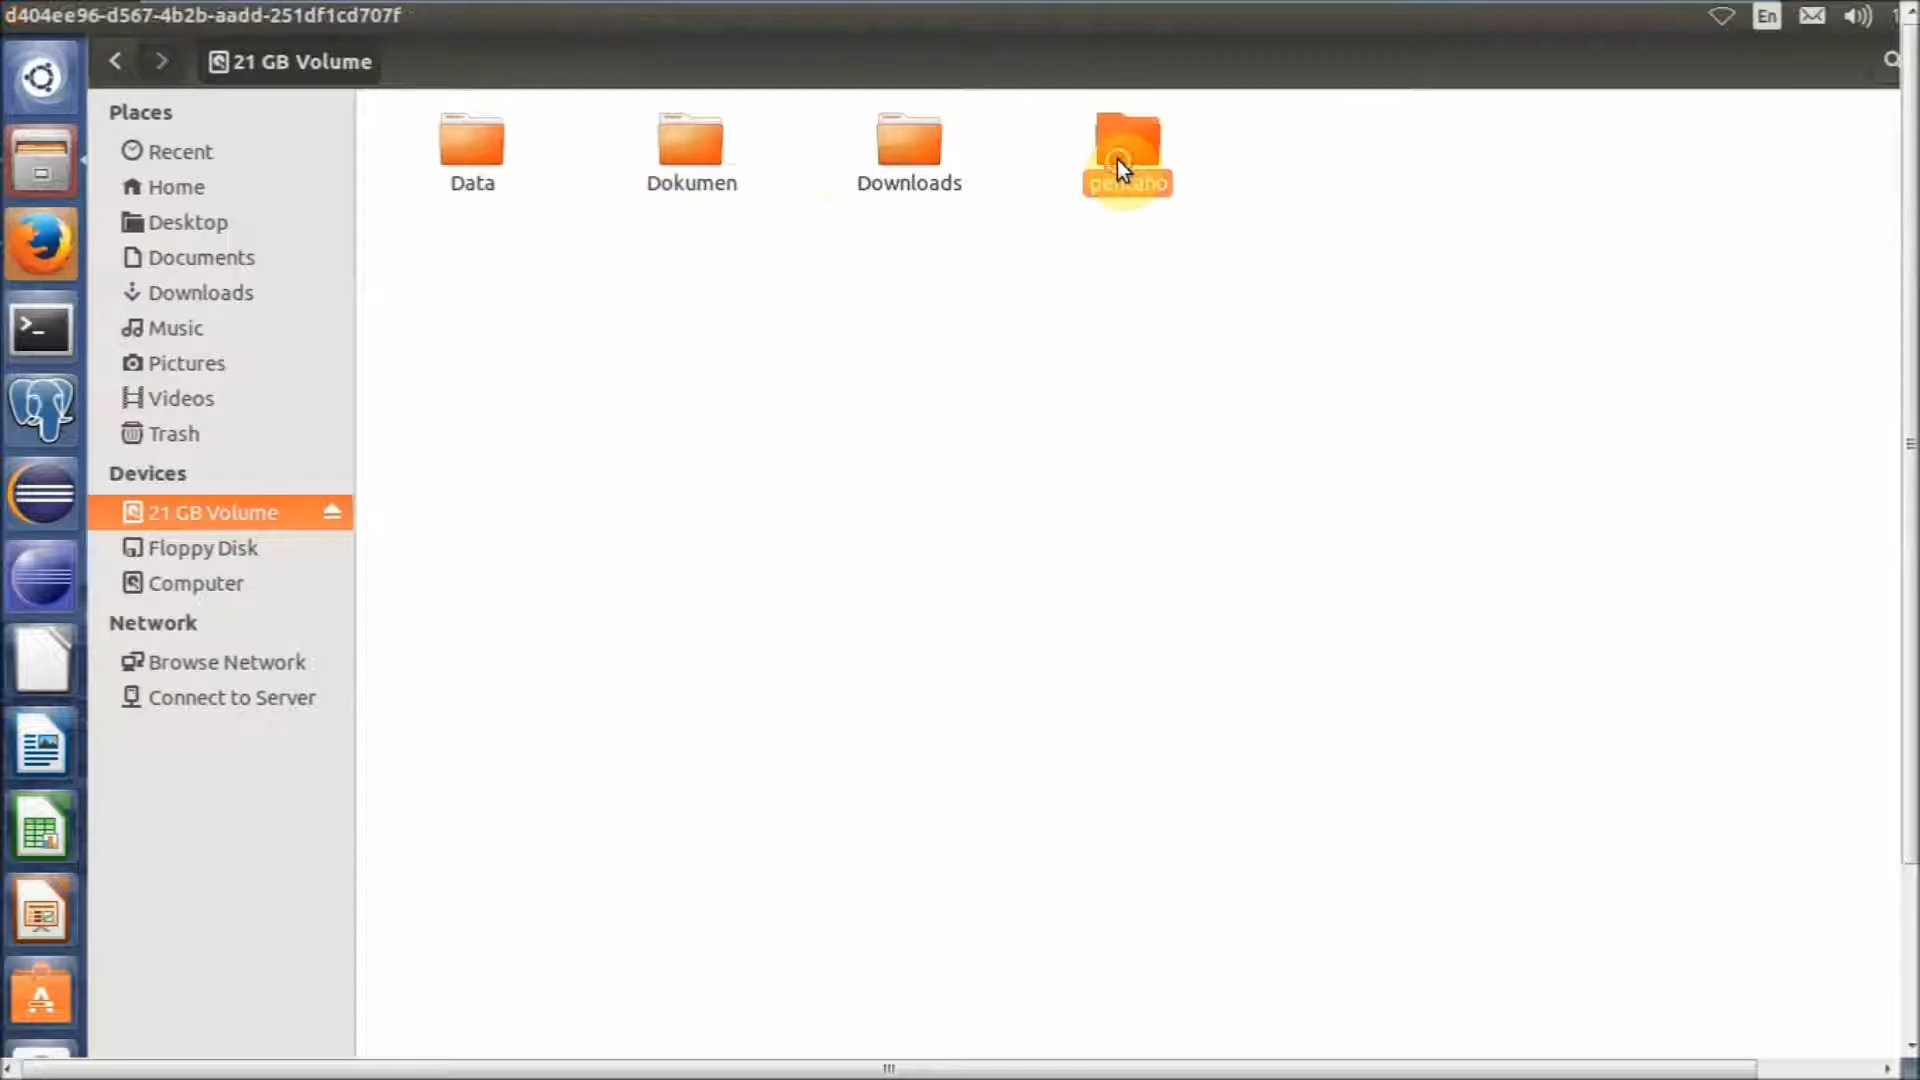 d404ee96-d567-4b2b-aadd-251df1cd707f
En
21 GB Volume
Places
Recent
Home
Desktop
Documents
Downloads
Music
Pictures
Videos
Trash
Devices
21 GB Volume
Floppy Disk
Computer
Network
Browse Network
Connect to Server
Data
Dokumen
Downloads
pentaho